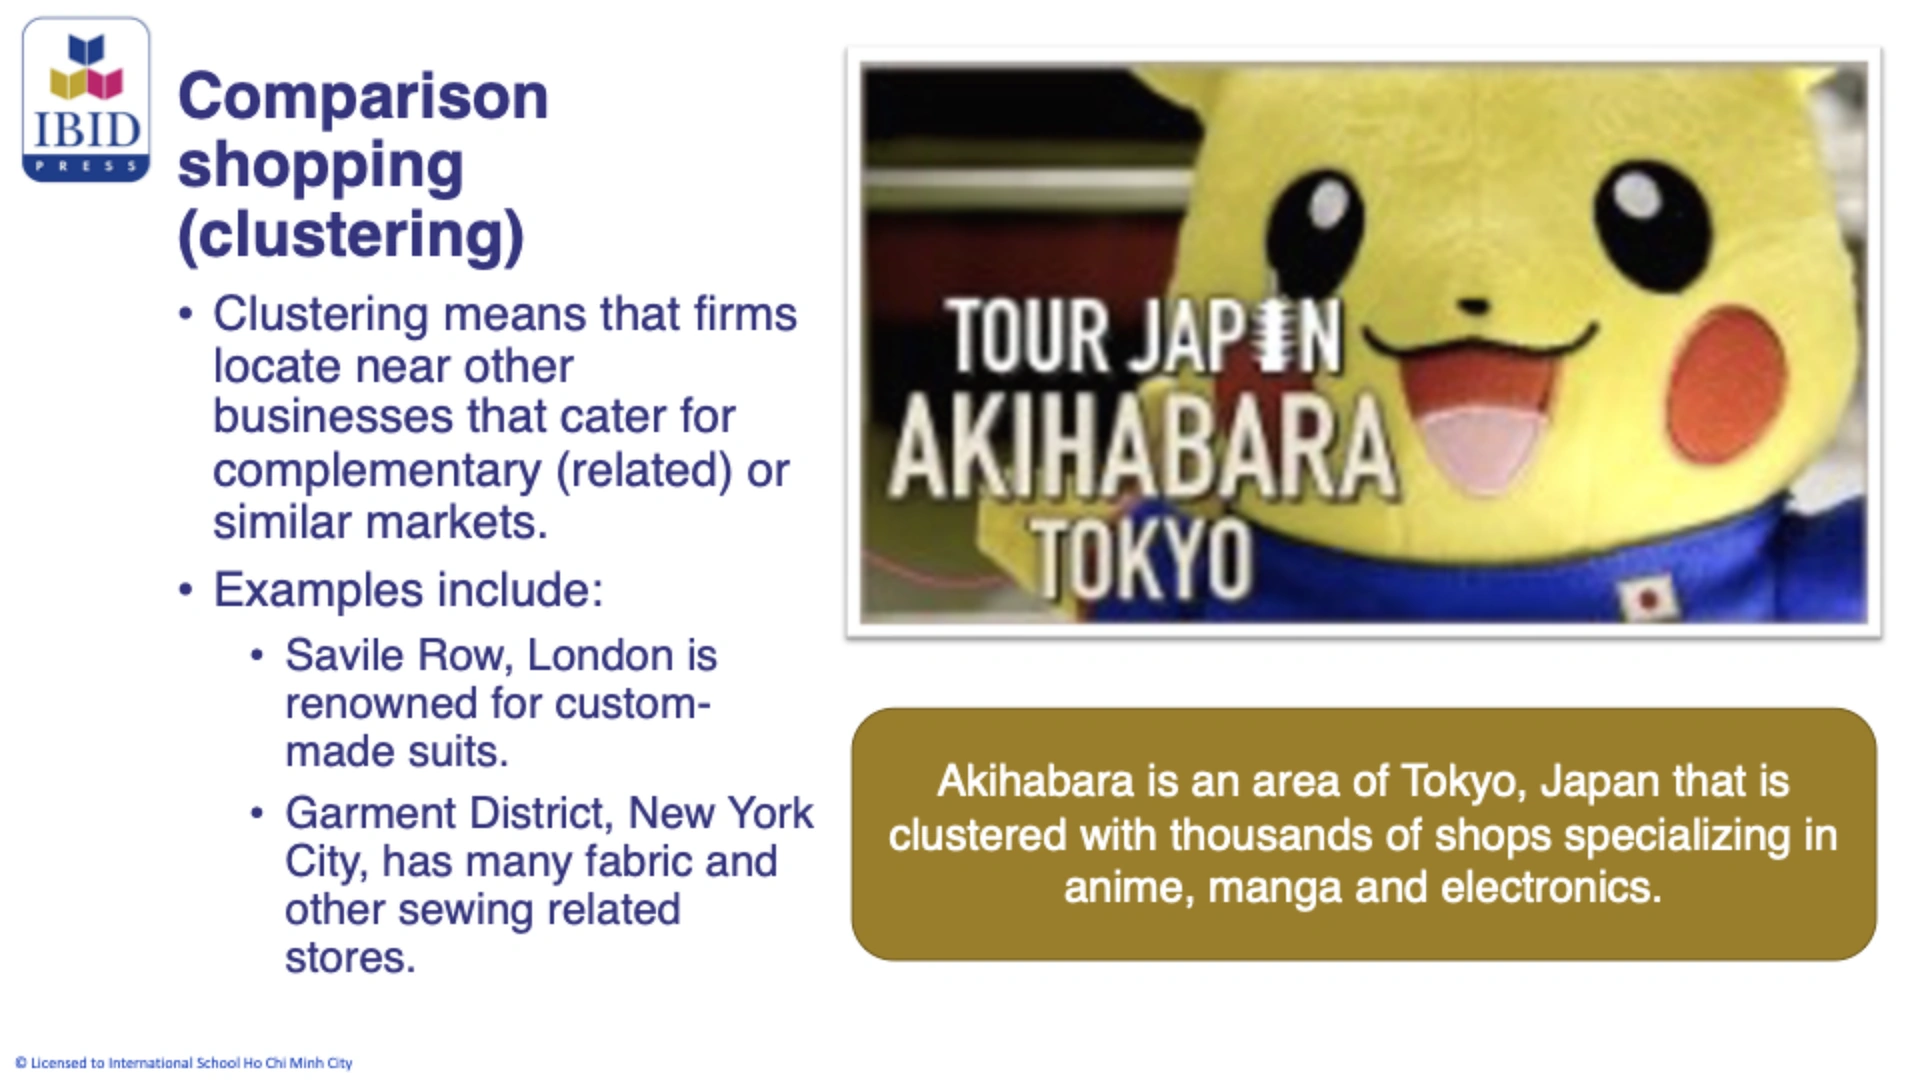 IBID
PRESS
Comparison
shopping
(clustering)
• Clustering means that firms
locate near other
businesses that cater for
complementary (related) or
similar markets.
• Examples include:
• Savile Row, London is
renowned for custom-
made suits.
• Garment District, New York
City, has many fabric and
other sewing related
stores.
TOUR JAPAN
AKIHABARA
TOKYO
Akihabara is an area of Tokyo, Japan that is
clustered with thousands of shops specializing in
anime, manga and electronics.
© Licensed to International School Ho Chi Minh City